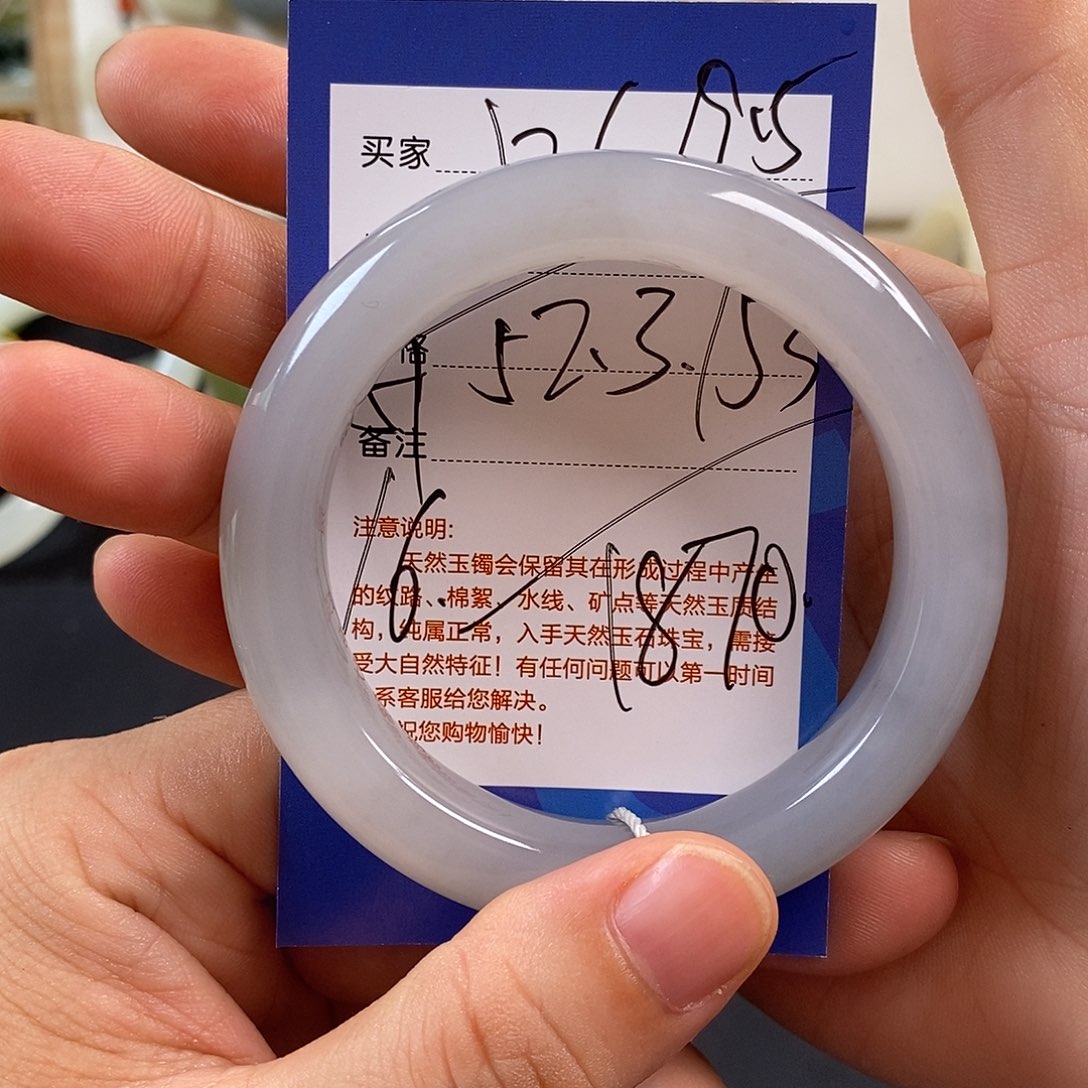 买家
52.3.15
备注
16. 1870.
注意说明:
天然玉镯会保留其在形成过程中产生
的纹路、棉絮、水线、矿点等天然玉质结
构，纯属正常，入手天然玉石珠宝，需接
受大自然特征！有任何问题可以第一时间
系客服给您解决。
祝您购物愉快！